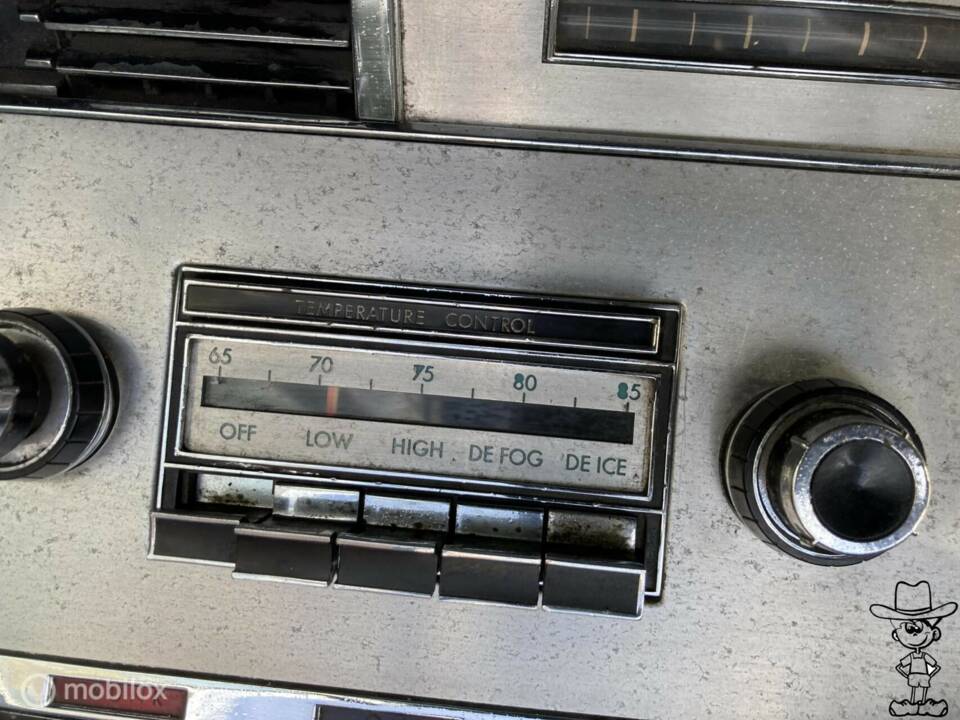 TEMPERATURE CONTROL
65 70 75 80 85
OFF LOW HIGH DE FOG DE ICE
mobilox